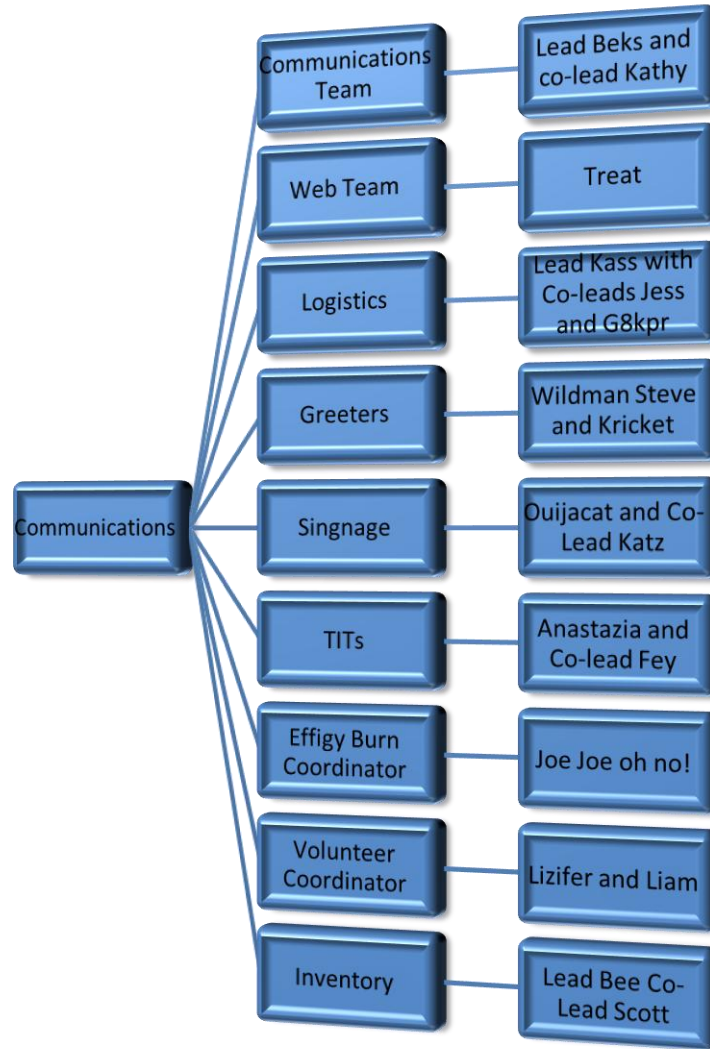 Communications
Communications
Team
Lead Beks and
co-lead Kathy
Web Team
Treat
Logistics
Lead Kass with
Co-leads Jess
and G8kpr
Greeters
Wildman Steve
and Kricket
Singnage
Ouijacat and Co-
Lead Katz
TITs
Anastazia and
Co-lead Fey
Effigy Burn
Coordinator
Joe Joe oh no!
Volunteer
Coordinator
Lizifer and Liam
Inventory
Lead Bee Co-
Lead Scott